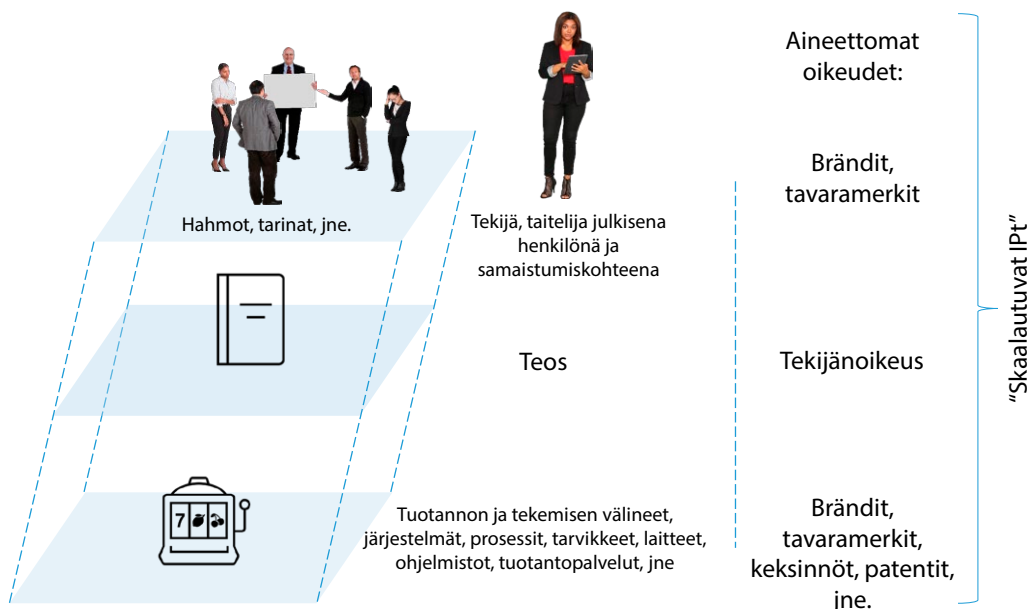 Aineettomat
oikeudet:
Hahmot, tarinat, jne.
Tekijä, taitelija julkisena
henkilönä ja
samaistumiskohteena
Brändit,
tavaramerkit
Teos
Tekijänoikeus
7
Tuotannon ja tekemisen välineet,
järjestelmät, prosessit, tarvikkeet, laitteet,
ohjelmistot, tuotantopalvelut, jne
Brändit,
tavaramerkit,
keksinnöt, patentit,
jne.
"Skaalautuvat IPt"